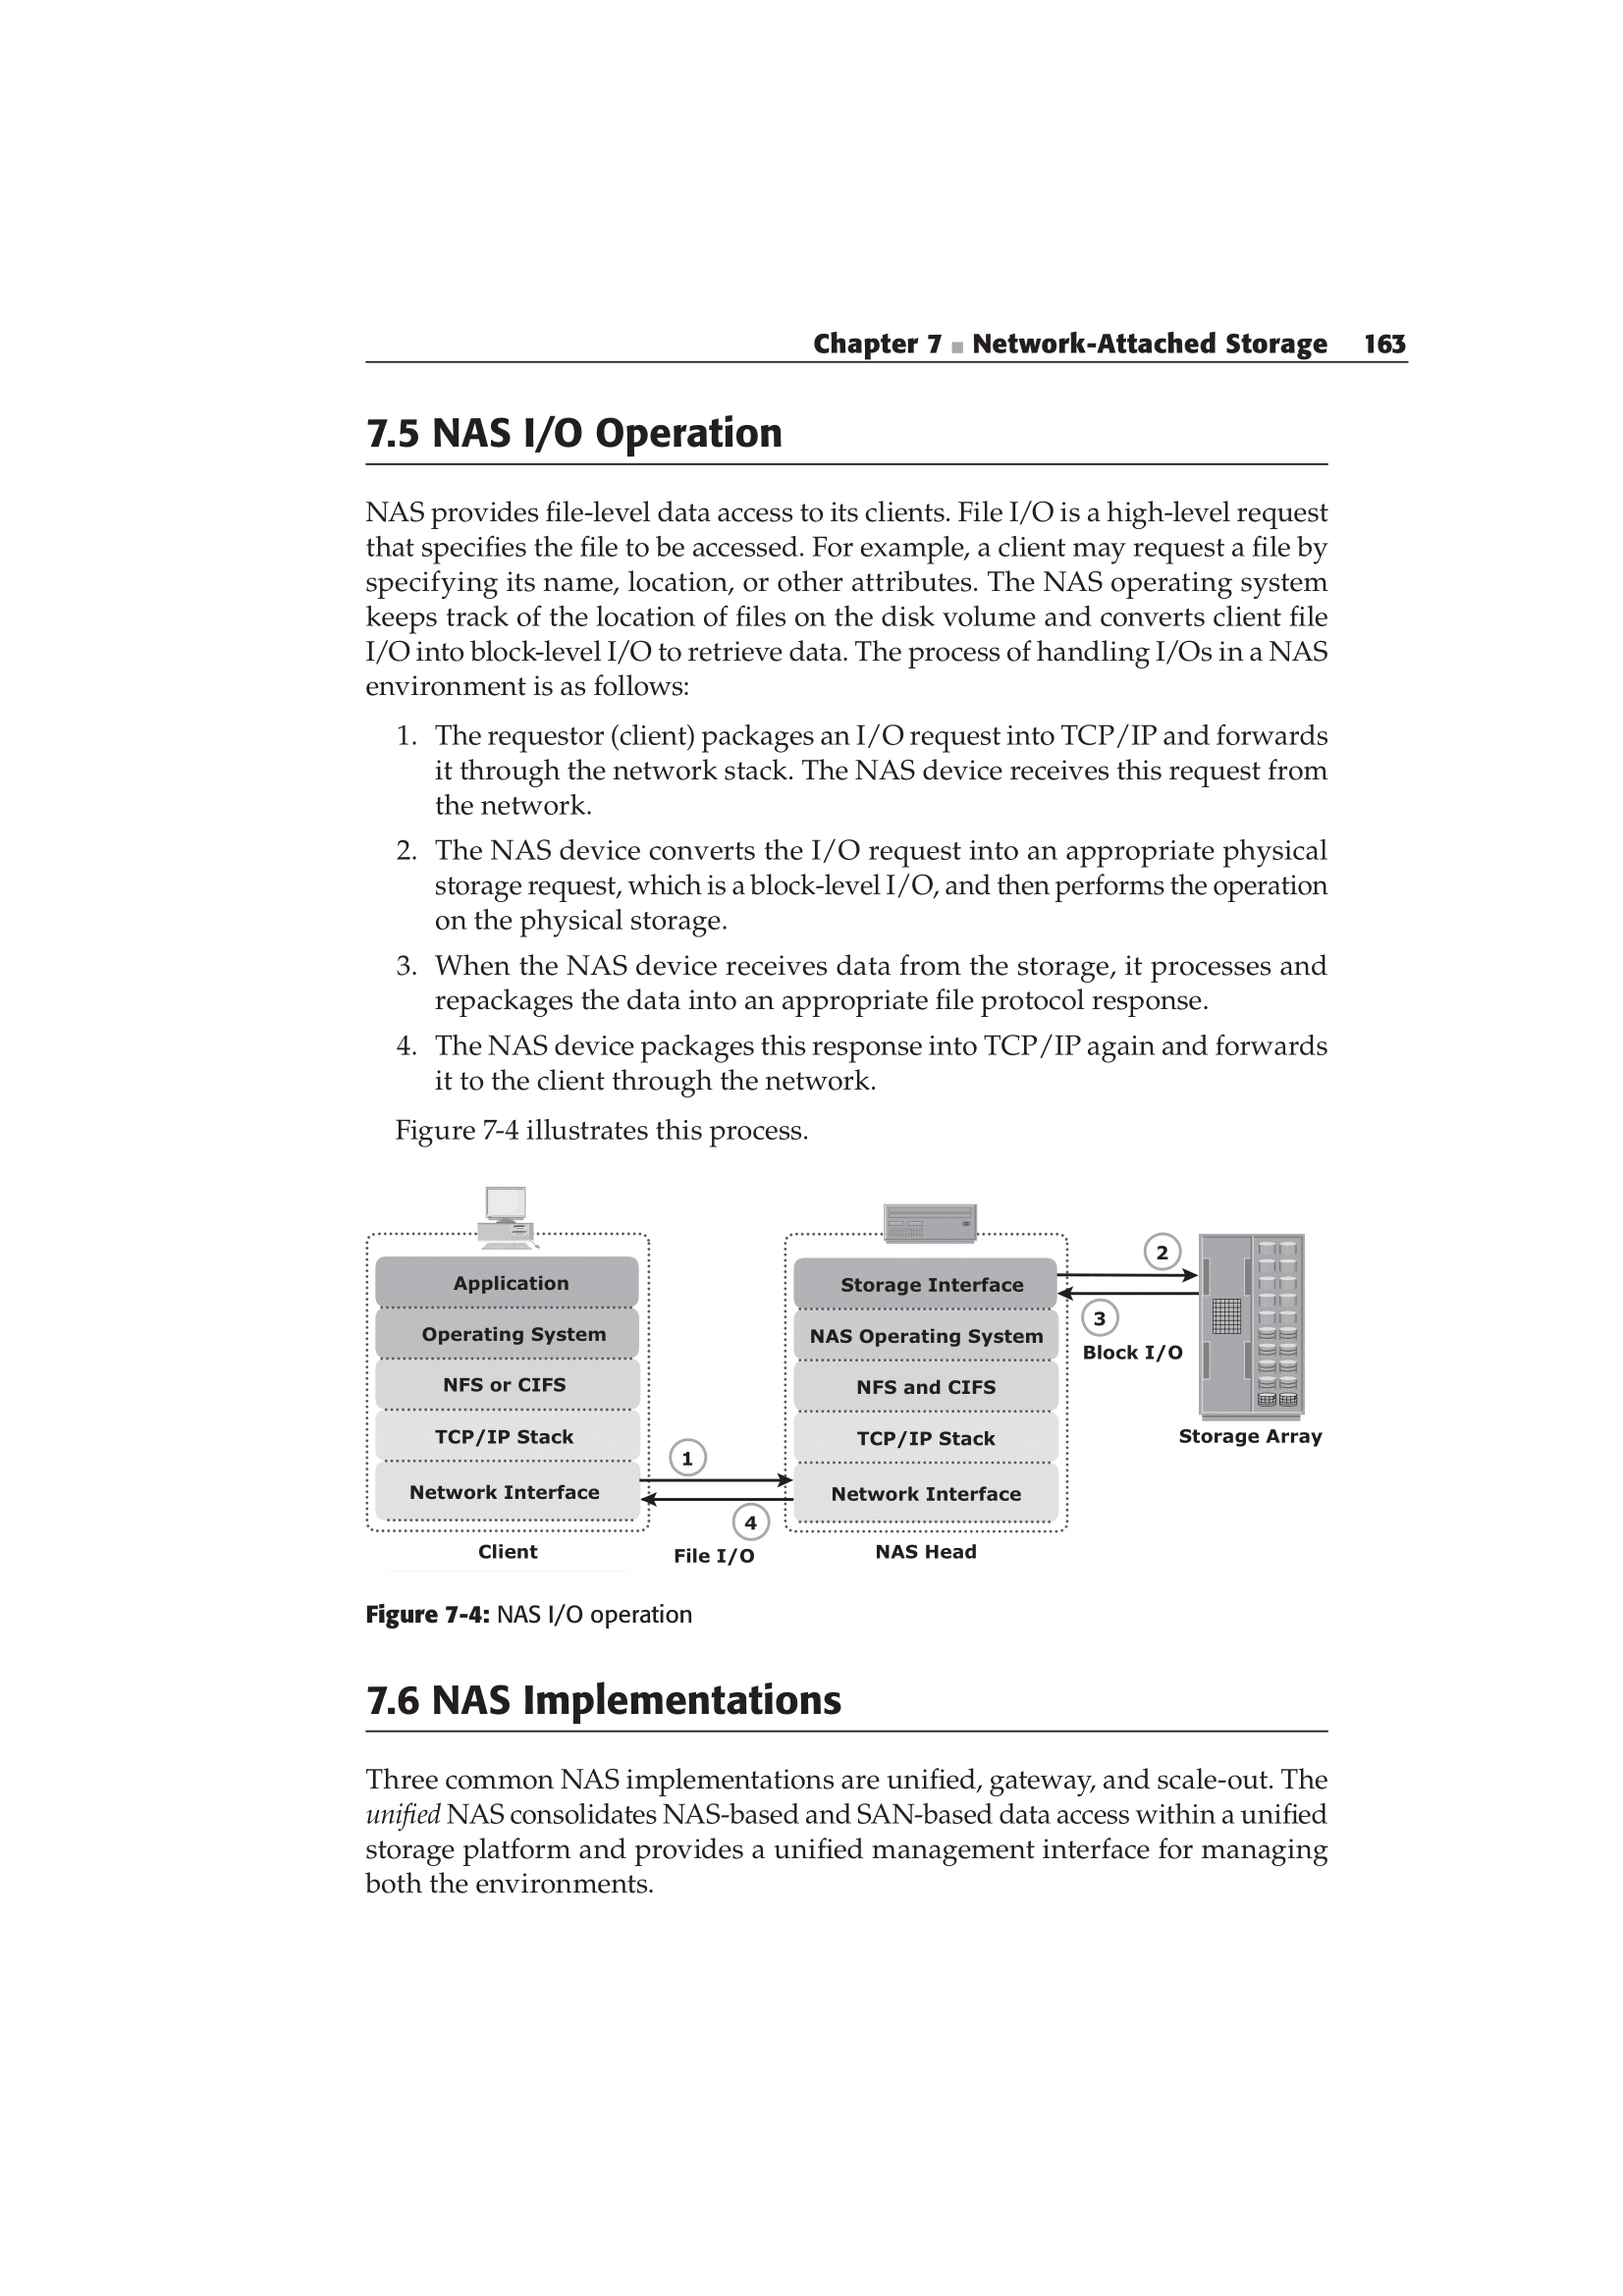 Chapter 7 ■ Network-Attached Storage 163
7.5 NAS I/O Operation
NAS provides file-level data access to its clients. File I/O is a high-level request
that specifies the file to be accessed. For example, a client may request a file by
specifying its name, location, or other attributes. The NAS operating system
keeps track of the location of files on the disk volume and converts client file
I/O into block-level I/O to retrieve data. The process of handling I/Os in a NAS
environment is as follows:
1. The requestor (client) packages an I/O request into TCP/IP and forwards
it through the network stack. The NAS device receives this request from
the network.
2. The NAS device converts the I/O request into an appropriate physical
storage request, which is a block-level I/O, and then performs the operation
on the physical storage.
3. When the NAS device receives data from the storage, it processes and
repackages the data into an appropriate file protocol response.
4. The NAS device packages this response into TCP/IP again and forwards
it to the client through the network.
Figure 7-4 illustrates this process.
Application
Operating System
NFS or CIFS
TCP/IP Stack
Network Interface
Client
1
4
File I/O
Storage Interface
NAS Operating System
NFS and CIFS
TCP/IP Stack
Network Interface
NAS Head
2
3
Block I/O
Storage Array
Figure 7-4: NAS I/O operation
7.6 NAS Implementations
Three common NAS implementations are unified, gateway, and scale-out. The
unified NAS consolidates NAS-based and SAN-based data access within a unified
storage platform and provides a unified management interface for managing
both the environments.